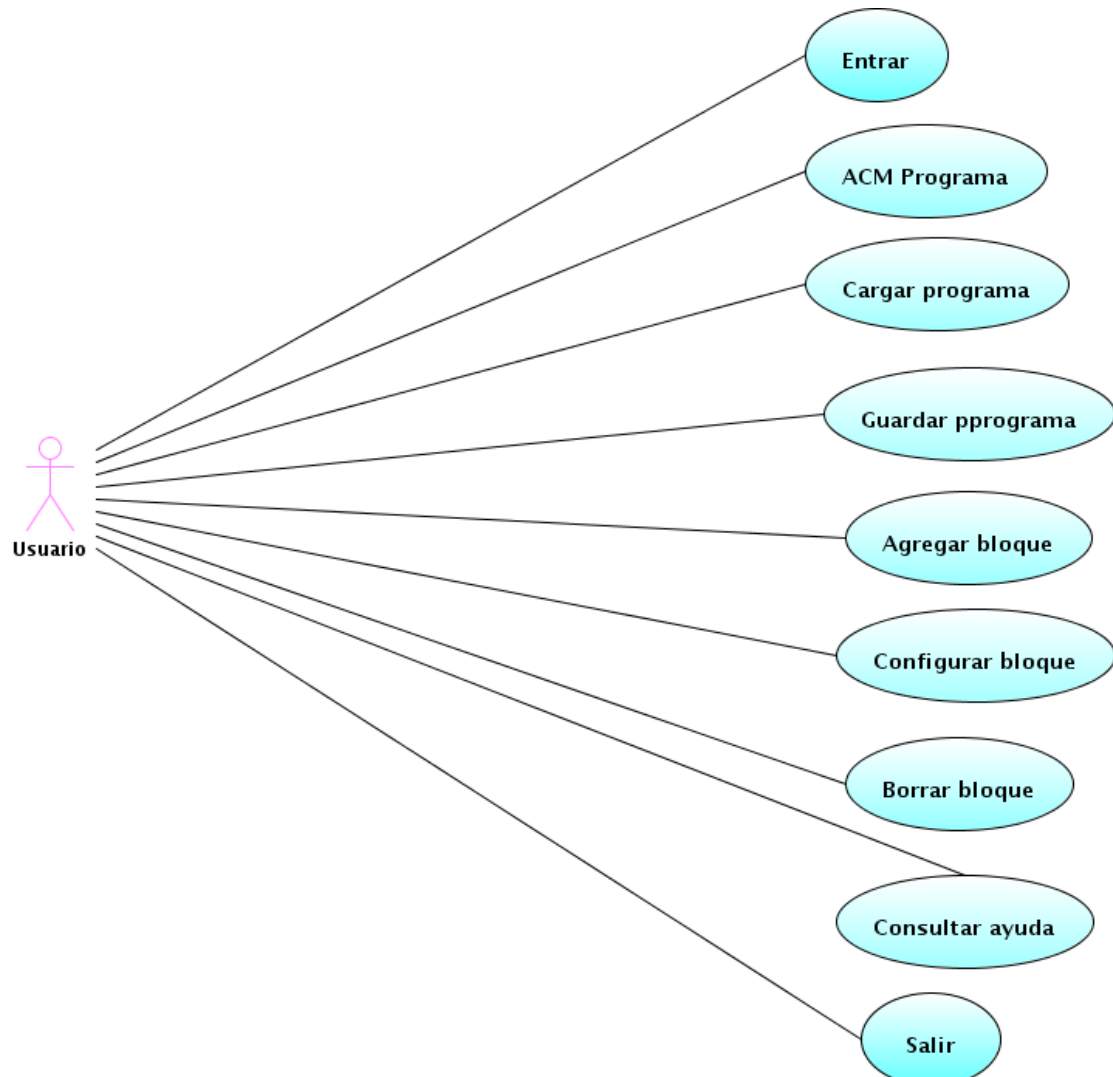 Entrar
ACM Programa
Cargar programa
Guardar pprograma
Usuario
Agregar bloque
Configurar bloque
Borrar bloque
Consultar ayuda
Salir